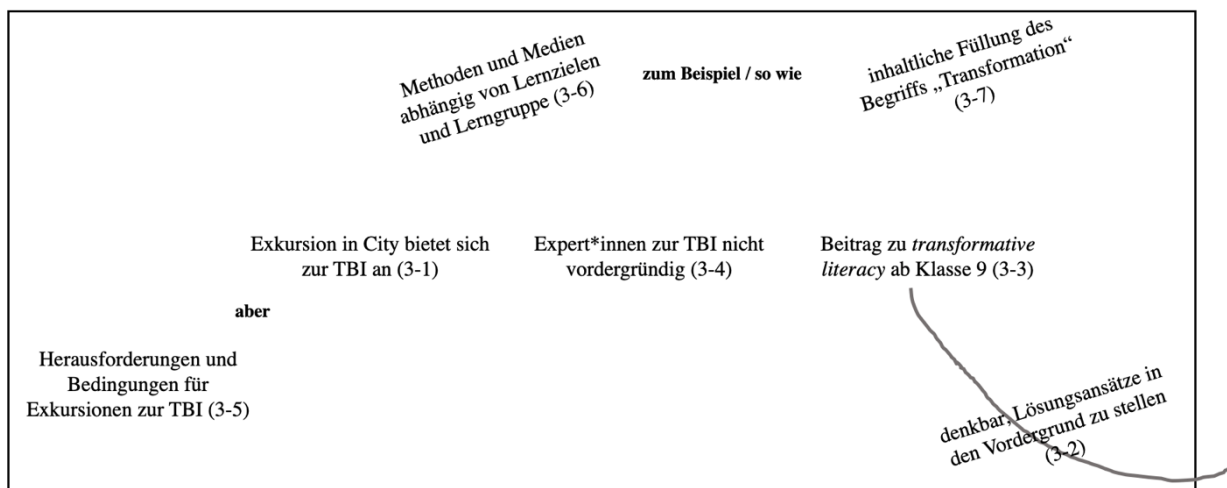 Methoden und Medien
abhängig von Lernzielen
und Lerngruppe (3-6)
zum Beispiel / so wie
inhaltliche Füllung des
Begriffs „Transformation“
(3-7)
Exkursion in City bietet sich
zur TBI an (3-1)
Expert*innen zur TBI nicht
vordergründig (3-4)
Beitrag zu transformative
literacy ab Klasse 9 (3-3)
aber
Herausforderungen und
Bedingungen für
Exkursionen zur TBI (3-5)
denkbar, Lösungsansätze in
den Vordergrund zu stellen
(3-2)